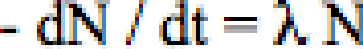 - dN / dt = λ N